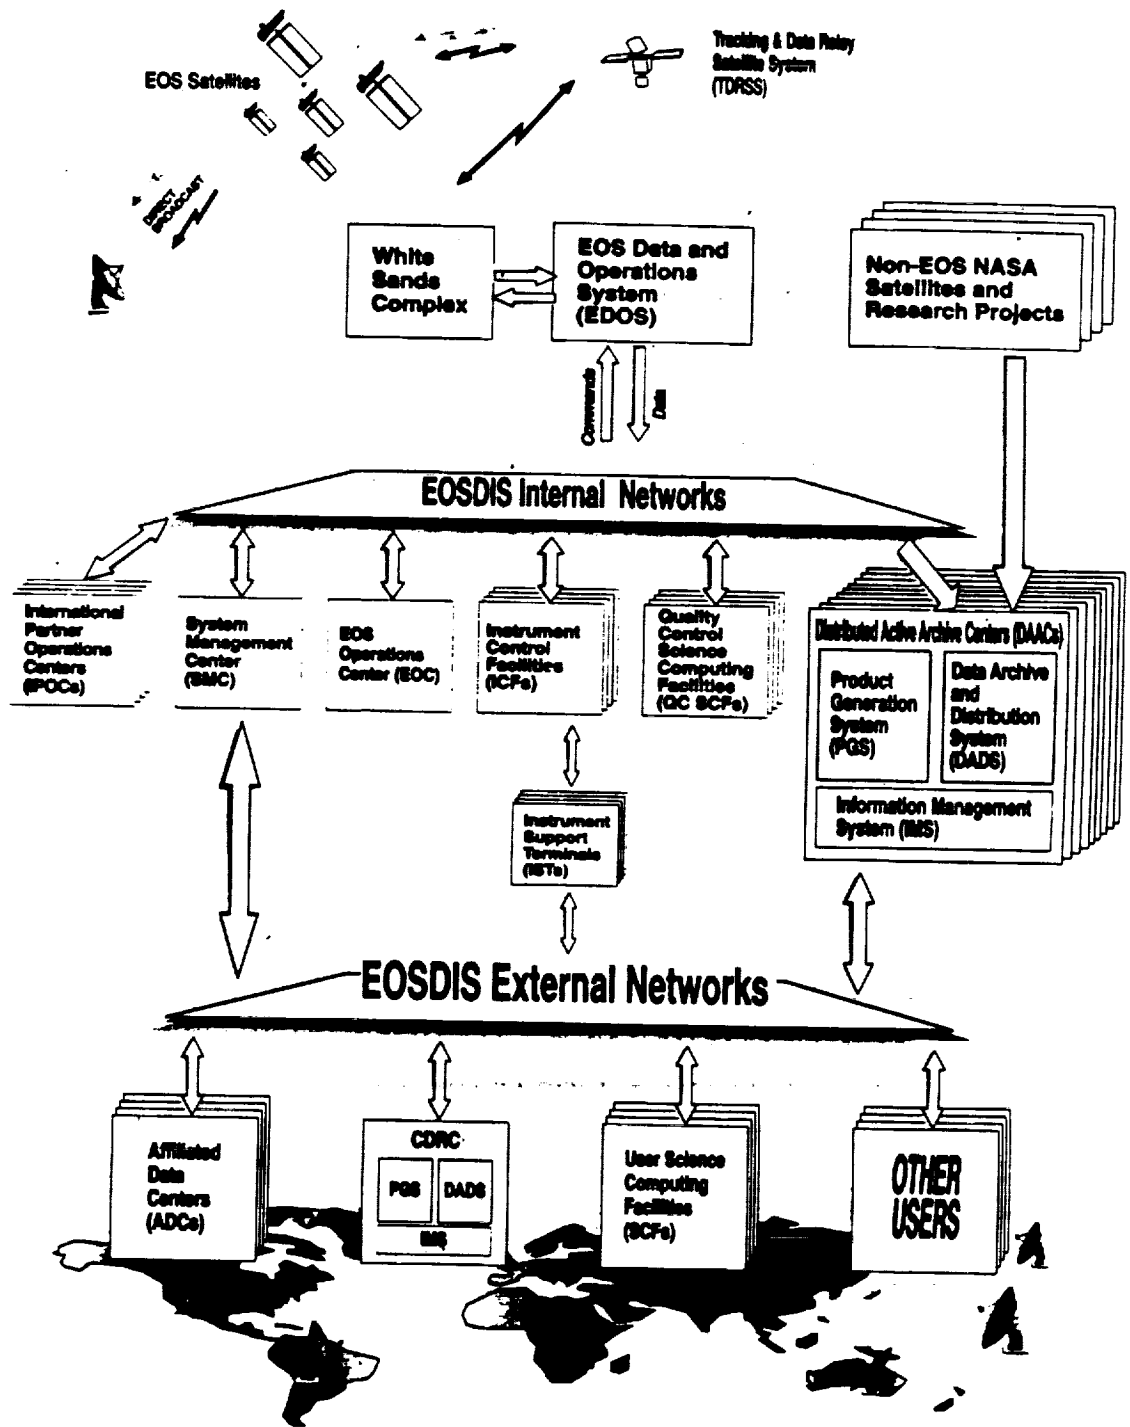 Tracking & Data Relay
Satellite System
(TDRSS)
EOS Satellites
DIRECT
BROADCAST
White
Sands
Complex
EOS Data and
Operations
System
(EDOS)
Non-EOS NASA
Satellites and
Research Projects
Commands
Data
EOSDIS Internal Networks
International
Partner
Operations
Centers
(IPOCs)
System
Management
Center
(SMC)
EOS
Operations
Center (EOC)
Instrument
Control
Facilities
(ICFs)
Quality
Control
Science
Computing
Facilities
(QC SCFs)
Distributed Active Archive Centers (DAACs)
Product
Generation
System
(PGS)
Data Archive
and
Distribution
System
(DADS)
Information Management
System (IMS)
Instrument
Support
Terminals
(ISTs)
EOSDIS External Networks
Affiliated
Data
Centers
(ADCs)
CDRC
PGS
DADS
IMS
User Science
Computing
Facilities
(SCFs)
OTHER
USERS